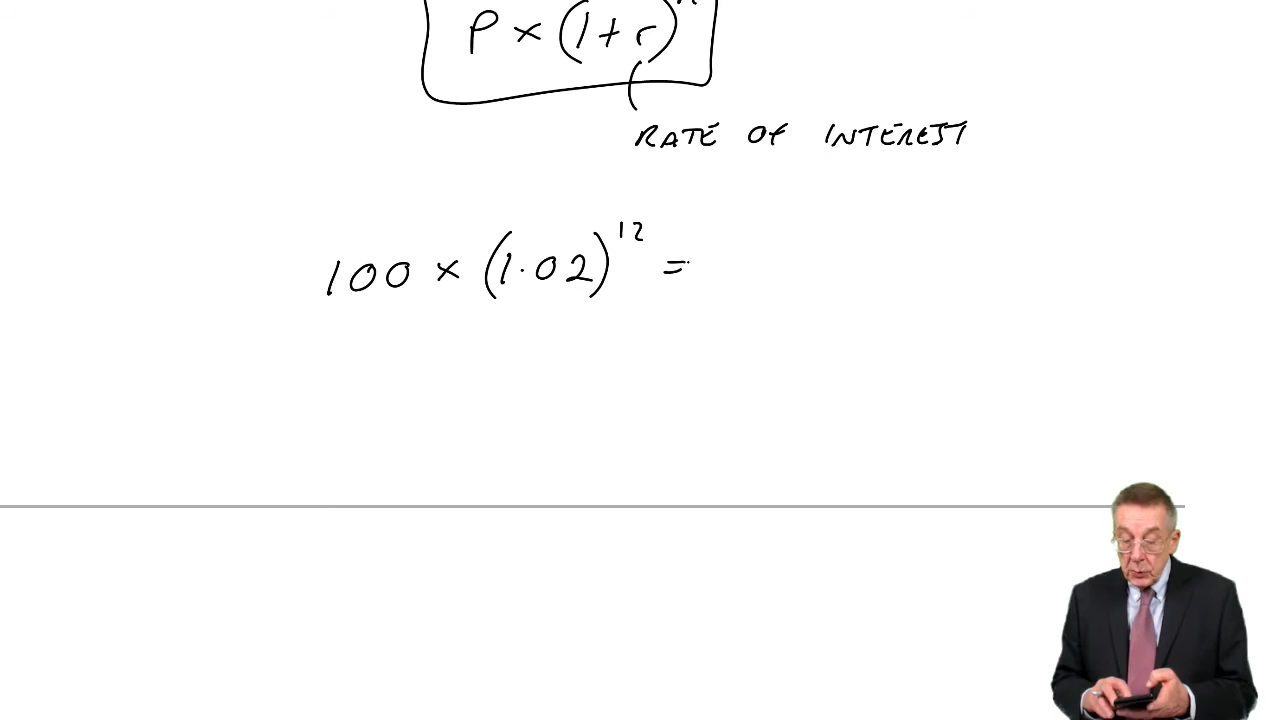 P × (1 + r)ⁿ
RATE OF INTEREST
100 × (1.02)¹² =